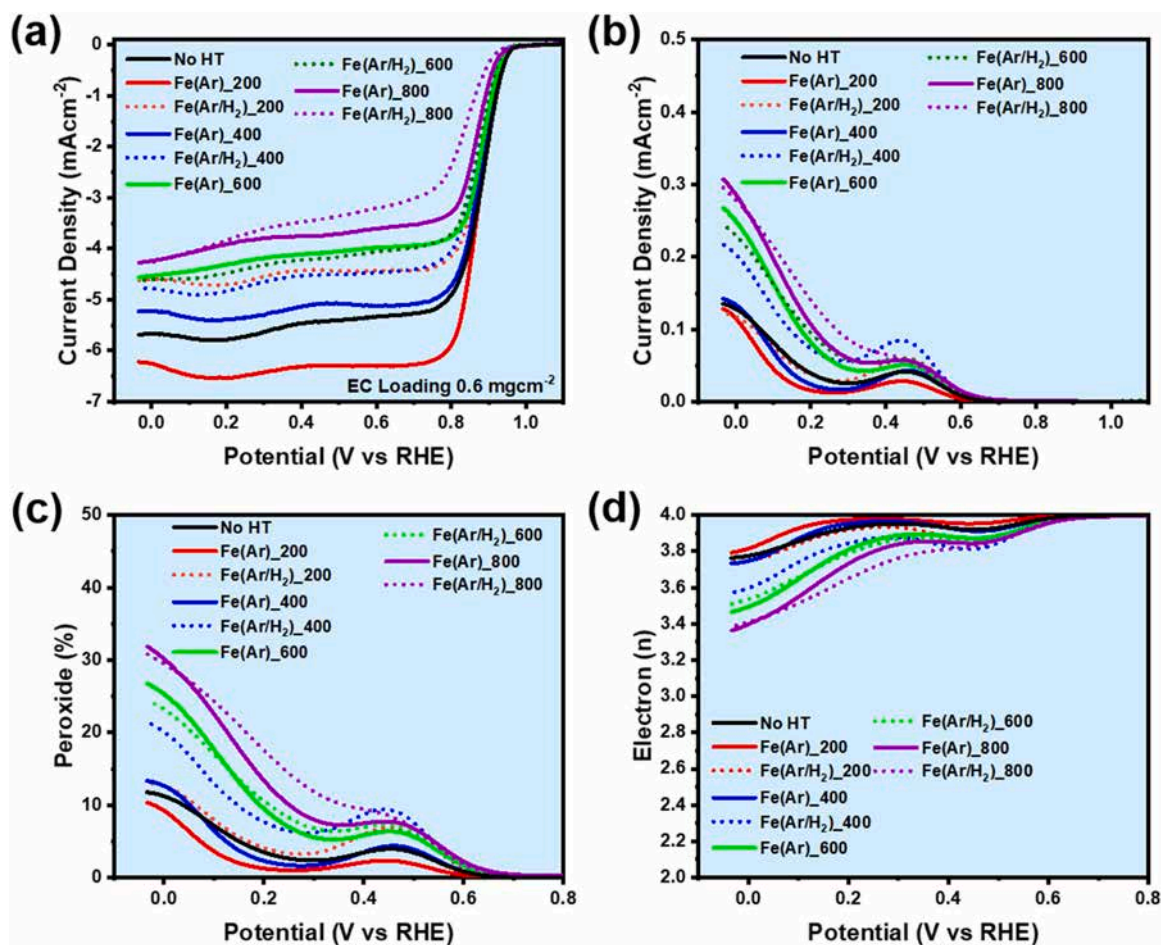 (a)
0
-1
-2
-3
-4
-5
-6
-7
Current Density (mAcm⁻²)
No HT
Fe(Ar)_200
Fe(Ar/H₂)_200
Fe(Ar)_400
Fe(Ar/H₂)_400
Fe(Ar)_600
Fe(Ar/H₂)_600
Fe(Ar)_800
Fe(Ar/H₂)_800
EC Loading 0.6 mgcm⁻²
0.0 0.2 0.4 0.6 0.8 1.0
Potential (V vs RHE)
(b)
0.5
0.4
0.3
0.2
0.1
0.0
Current Density (mAcm⁻²)
No HT
Fe(Ar)_200
Fe(Ar/H₂)_200
Fe(Ar)_400
Fe(Ar/H₂)_400
Fe(Ar)_600
Fe(Ar/H₂)_600
Fe(Ar)_800
Fe(Ar/H₂)_800
0.0 0.2 0.4 0.6 0.8 1.0
Potential (V vs RHE)
(c)
50
40
30
20
10
0
Peroxide (%)
No HT
Fe(Ar)_200
Fe(Ar/H₂)_200
Fe(Ar)_400
Fe(Ar/H₂)_400
Fe(Ar)_600
Fe(Ar/H₂)_600
Fe(Ar)_800
Fe(Ar/H₂)_800
0.0 0.2 0.4 0.6 0.8
Potential (V vs RHE)
(d)
4.0
3.8
3.6
3.4
3.2
3.0
2.8
2.6
2.4
2.2
2.0
Electron (n)
No HT
Fe(Ar)_200
Fe(Ar/H₂)_200
Fe(Ar)_400
Fe(Ar/H₂)_400
Fe(Ar)_600
Fe(Ar/H₂)_600
Fe(Ar)_800
Fe(Ar/H₂)_800
0.0 0.2 0.4 0.6 0.8
Potential (V vs RHE)